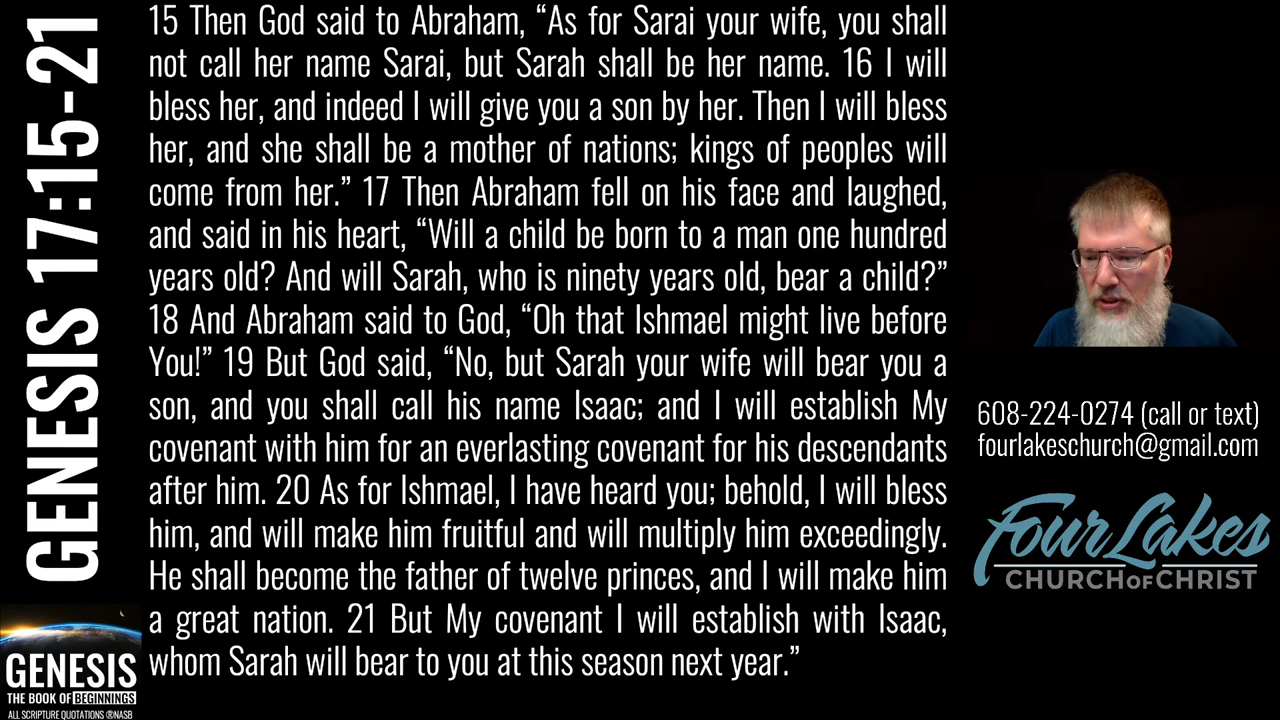 GENESIS 17:15-21
15 Then God said to Abraham, “As for Sarai your wife, you shall
not call her name Sarai, but Sarah shall be her name. 16 I will
bless her, and indeed I will give you a son by her. Then I will bless
her, and she shall be a mother of nations; kings of peoples will
come from her.” 17 Then Abraham fell on his face and laughed,
and said in his heart, “Will a child be born to a man one hundred
years old? And will Sarah, who is ninety years old, bear a child?”
18 And Abraham said to God, “Oh that Ishmael might live before
You!” 19 But God said, “No, but Sarah your wife will bear you a
son, and you shall call his name Isaac; and I will establish My
covenant with him for an everlasting covenant for his descendants
after him. 20 As for Ishmael, I have heard you; behold, I will bless
him, and will make him fruitful and will multiply him exceedingly.
He shall become the father of twelve princes, and I will make him
a great nation. 21 But My covenant I will establish with Isaac,
whom Sarah will bear to you at this season next year.”
GENESIS
THE BOOK OF BEGINNINGS
ALL SCRIPTURE QUOTATIONS ®NASB
608-224-0274 (call or text)
fourlakeschurch@gmail.com
Four Lakes
CHURCH OF CHRIST